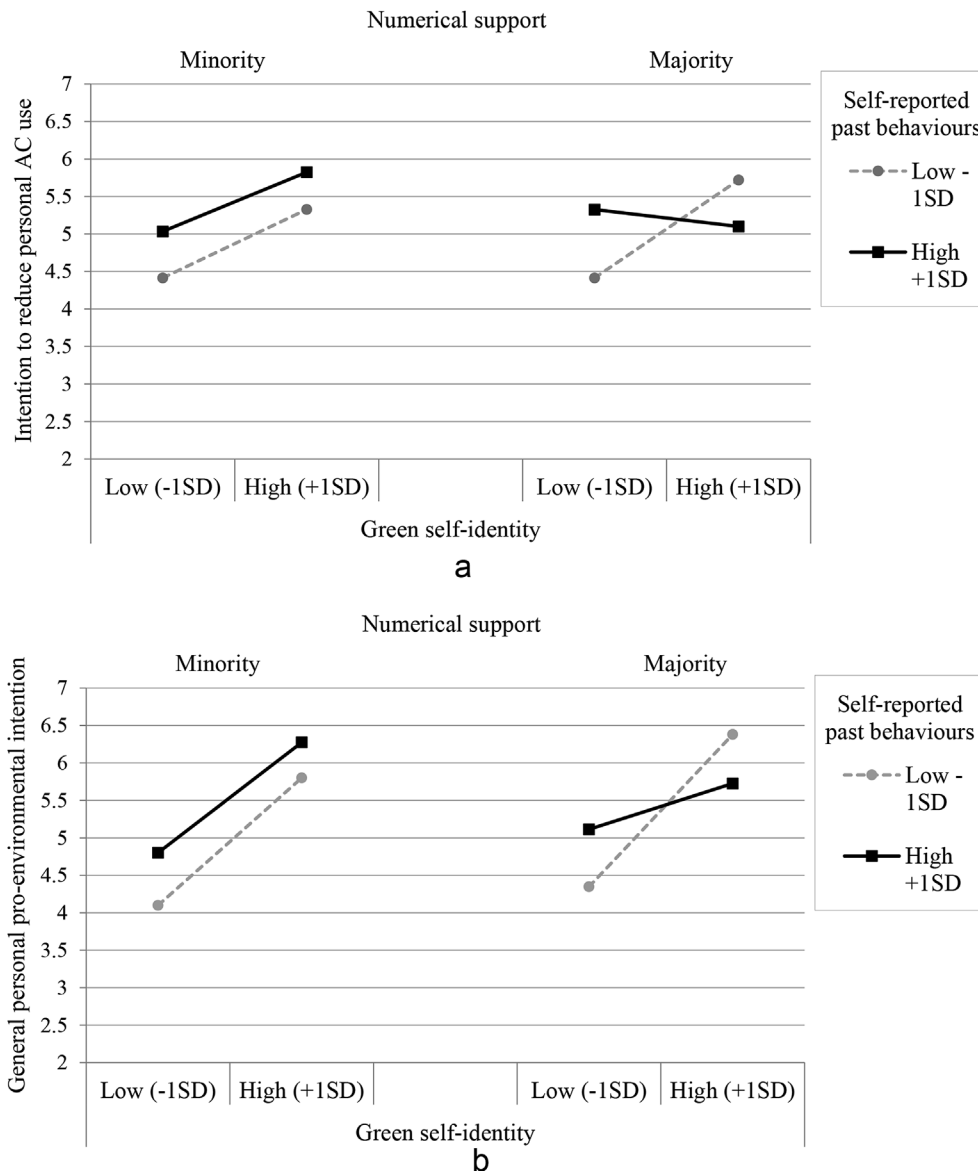 Numerical support
Minority
Majority
Intention to reduce personal AC use
7
6.5
6
5.5
5
4.5
4
3.5
3
2.5
2
Low (-1SD)
High (+1SD)
Low (-1SD)
High (+1SD)
Green self-identity
Self-reported
past behaviours
Low -
1SD
High
+1SD
a
Numerical support
Minority
Majority
General personal pro-environmental intention
7
6.5
6
5.5
5
4.5
4
3.5
3
2.5
2
Low (-1SD)
High (+1SD)
Low (-1SD)
High (+1SD)
Green self-identity
Self-reported
past behaviours
Low -
1SD
High
+1SD
b